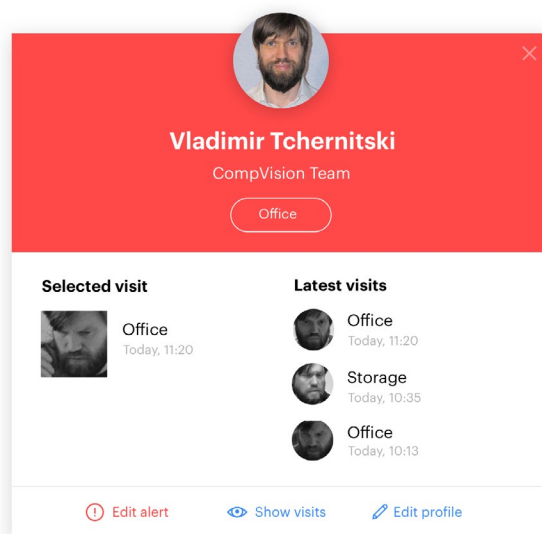 Vladimir Tchernitski
CompVision Team
Office
Selected visit
Office
Today, 11:20
Latest visits
Office
Today, 11:20
Storage
Today, 10:35
Office
Today, 10:13
Edit alert
Show visits
Edit profile